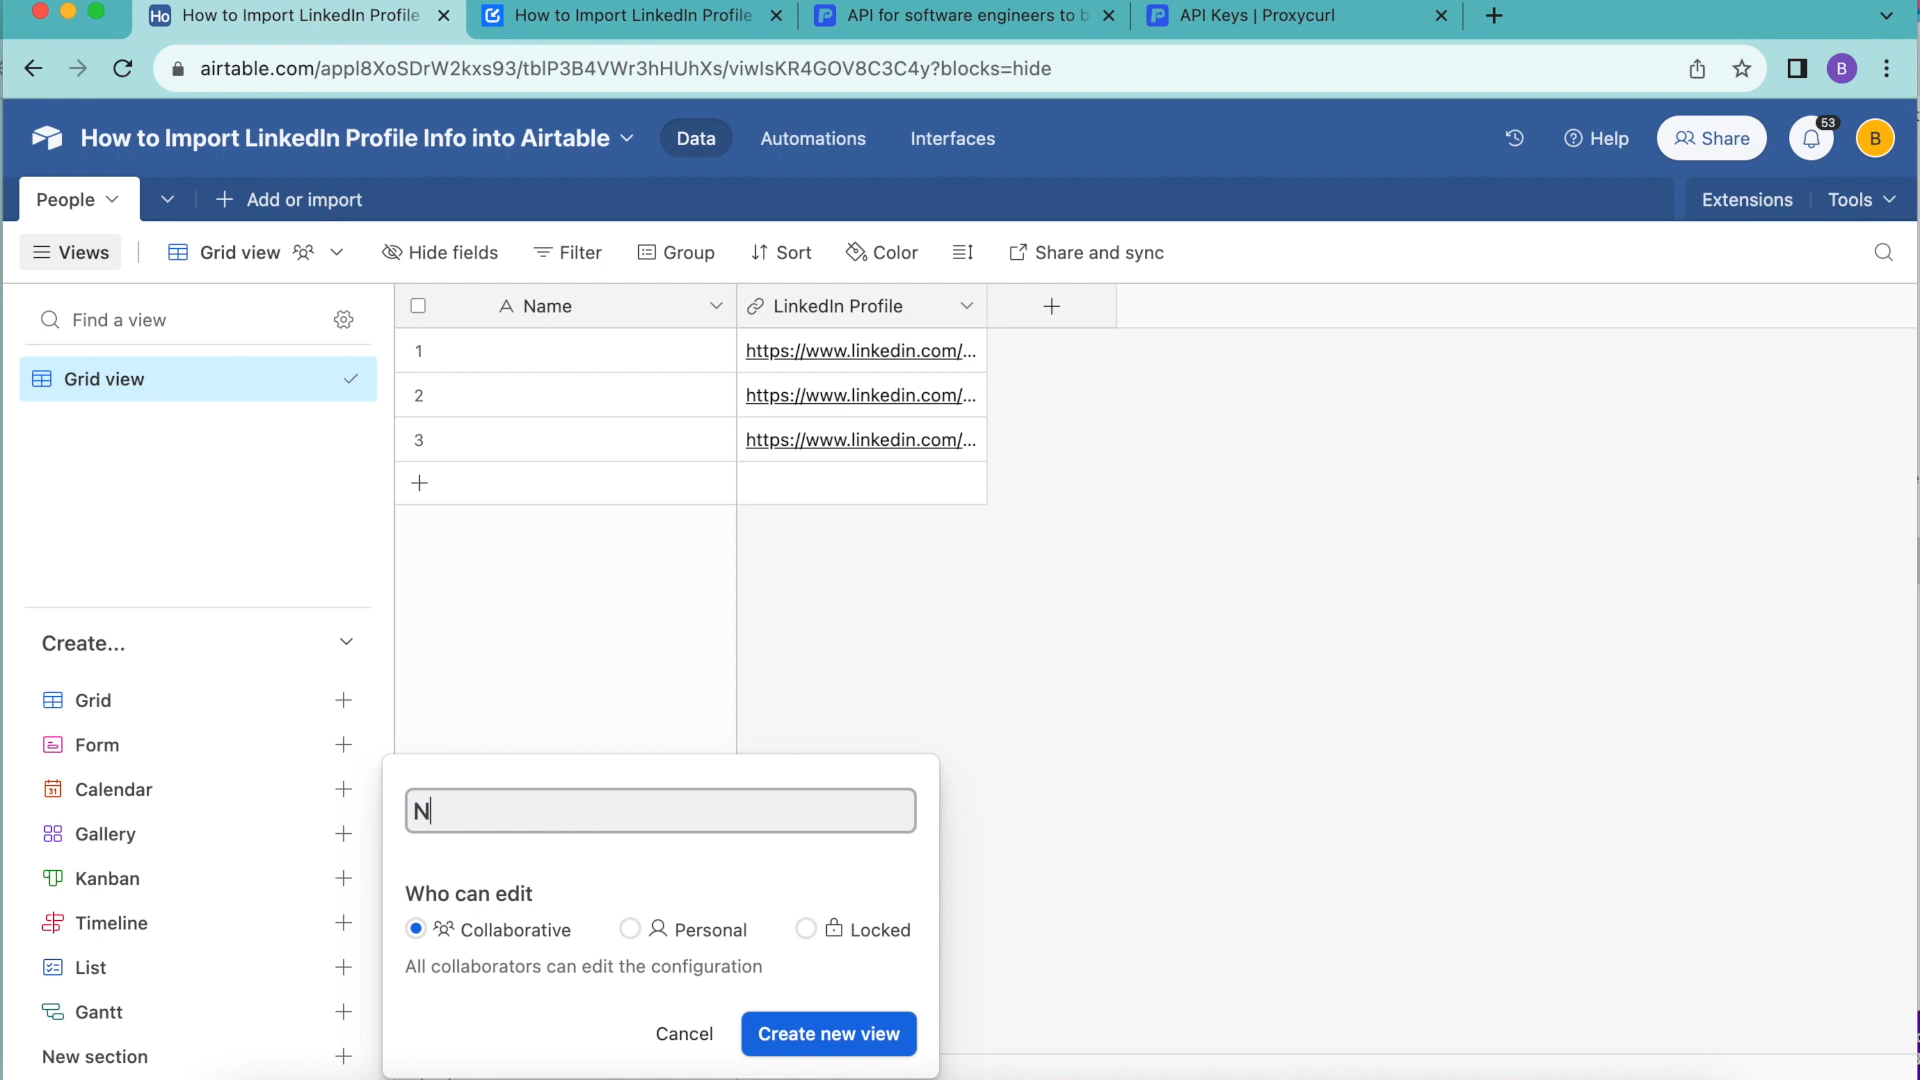 Ho How to Import LinkedIn Profile
How to Import LinkedIn Profile
API for software engineers to b
API Keys | Proxycurl
airtable.com/appl8XoSDrW2kxs93/tblP3B4VWr3hHUhXs/viwlsKR4GOV8C3C4y?blocks=hide
B
How to Import LinkedIn Profile Info into Airtable
Data
Automations
Interfaces
Help
Share
53
B
People
Add or import
Extensions
Tools
Views
Grid view
Hide fields
Filter
Group
Sort
Color
Share and sync
Find a view
Grid view
A Name
LinkedIn Profile
1 https://www.linkedin.com/...
2 https://www.linkedin.com/...
3 https://www.linkedin.com/...
Create...
Grid
Form
31 Calendar
Gallery
Kanban
Timeline
List
Gantt
New section
N
Who can edit
Collaborative
Personal
Locked
All collaborators can edit the configuration
Cancel
Create new view